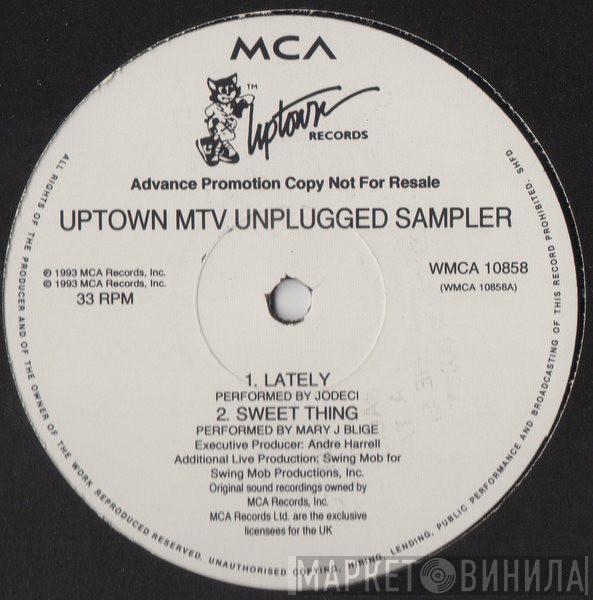 MCA
TM
Uptown
RECORDS
Advance Promotion Copy Not For Resale
UPTOWN MTV UNPLUGGED SAMPLER
℗ 1993 MCA Records, Inc.
© 1993 MCA Records, Inc.
33 RPM
WMCA 10858
(WMCA 10858A)
1. LATELY
PERFORMED BY JODECI
2. SWEET THING
PERFORMED BY MARY J BLIGE
Executive Producer: Andre Harrell
Additional Live Production: Swing Mob for
Swing Mob Productions, Inc.
Original sound recordings owned by
MCA Records, Inc.
MCA Records Ltd. are the exclusive
licensees for the UK
ALL RIGHTS OF THE PRODUCER AND OF THE OWNER OF THE WORK REPRODUCED RESERVED. UNAUTHORISED COPYING, HIRING, LENDING, PUBLIC PERFORMANCE AND BROADCASTING OF THIS RECORD PROHIBITED. SHFD
МАРКЕТ ВИНИЛА